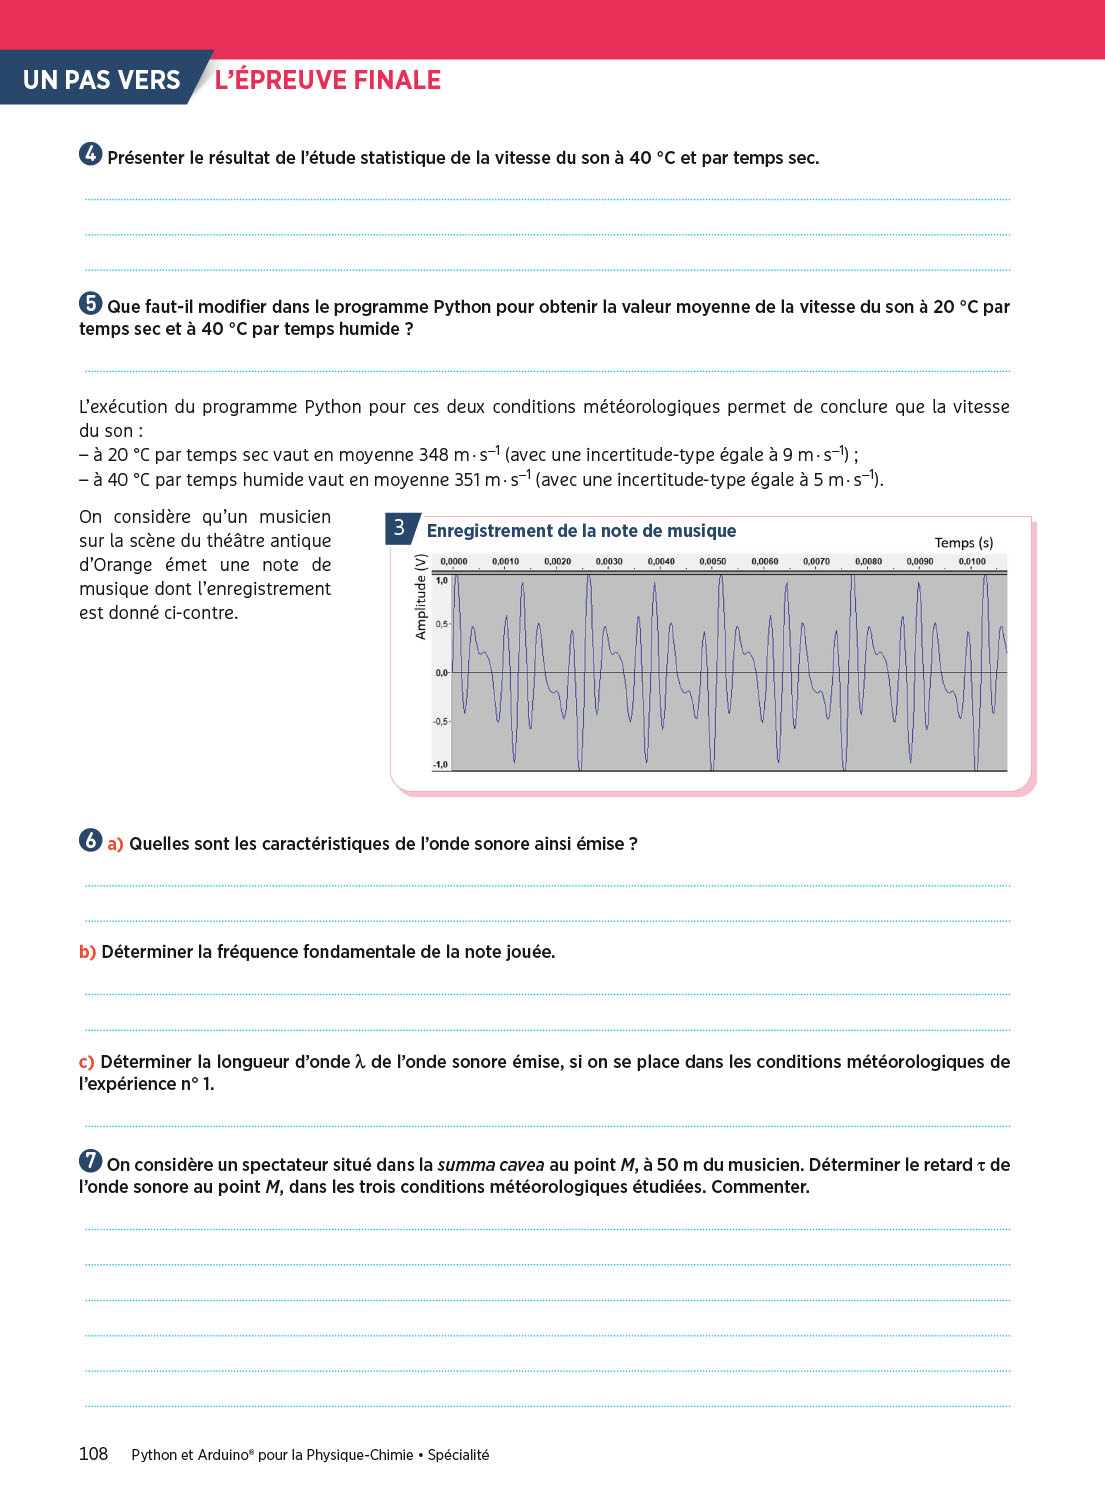 UN PAS VERS L'ÉPREUVE FINALE
4 Présenter le résultat de l'étude statistique de la vitesse du son à 40 °C et par temps sec.
5 Que faut-il modifier dans le programme Python pour obtenir la valeur moyenne de la vitesse du son à 20 °C par
temps sec et à 40 °C par temps humide ?
L'exécution du programme Python pour ces deux conditions météorologiques permet de conclure que la vitesse
du son :
– à 20 °C par temps sec vaut en moyenne 348 m·s⁻¹ (avec une incertitude-type égale à 9 m·s⁻¹) ;
– à 40 °C par temps humide vaut en moyenne 351 m·s⁻¹ (avec une incertitude-type égale à 5 m·s⁻¹).
On considère qu'un musicien
sur la scène du théâtre antique
d'Orange émet une note de
musique dont l'enregistrement
est donné ci-contre.
3 Enregistrement de la note de musique
Temps (s)
0,0000 0,0010 0,0020 0,0030 0,0040 0,0050 0,0060 0,0070 0,0080 0,0090 0,0100
Amplitude (V)
1,0
0,5
0,0
-0,5
-1,0
6 a) Quelles sont les caractéristiques de l'onde sonore ainsi émise ?
b) Déterminer la fréquence fondamentale de la note jouée.
c) Déterminer la longueur d'onde λ de l'onde sonore émise, si on se place dans les conditions météorologiques de
l'expérience n° 1.
7 On considère un spectateur situé dans la summa cavea au point M, à 50 m du musicien. Déterminer le retard τ de
l'onde sonore au point M, dans les trois conditions météorologiques étudiées. Commenter.
108 Python et Arduino® pour la Physique-Chimie • Spécialité